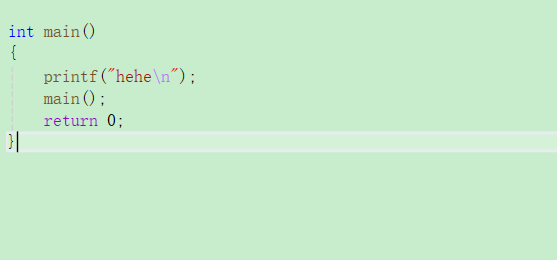 int main()
{
    printf("hehe\n");
    main();
    return 0;
}